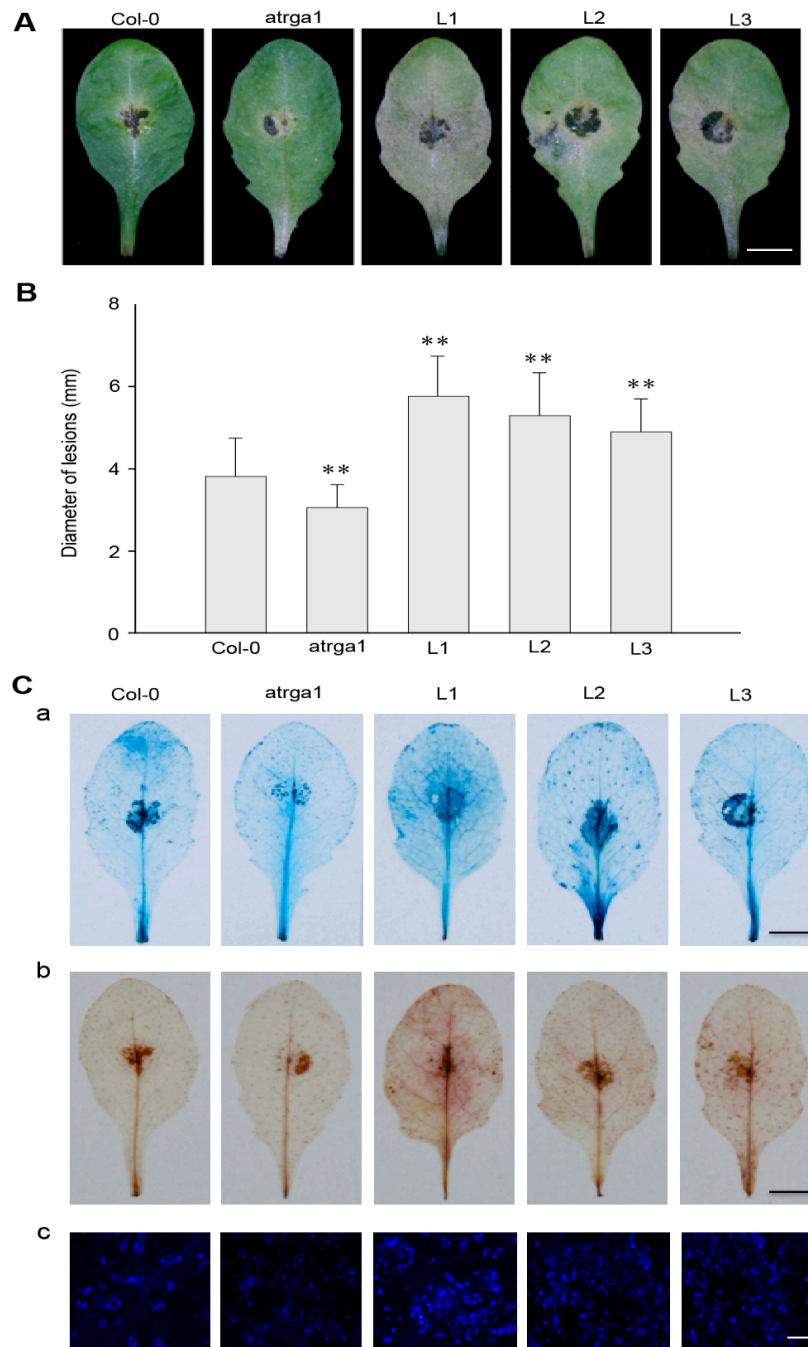 A
Col-0 atrga1 L1 L2 L3
B
Diameter of lesions (mm)
8
6
4
2
0
**
**
**
**
Col-0 atrga1 L1 L2 L3
C
Col-0 atrga1 L1 L2 L3
a
b
c